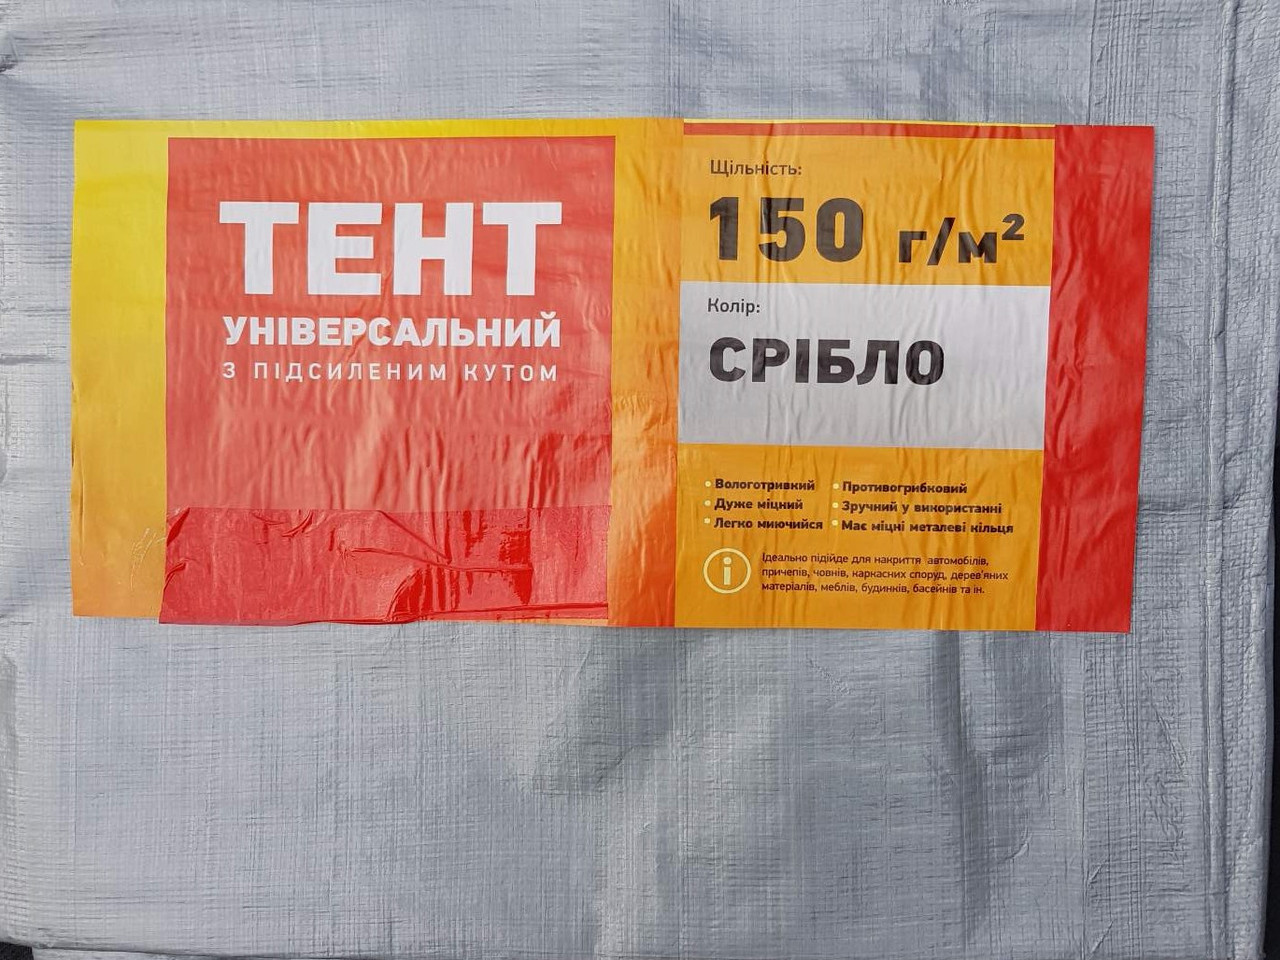 ТЕНТ
УНІВЕРСАЛЬНИЙ
З ПІДСИЛЕНИМ КУТОМ
Щільність:
150 г/м²
Колір:
СРІБЛО
• Вологотривкий
• Дуже міцний
• Легко миючийся
• Противогрибковий
• Зручний у використанні
• Має міцні металеві кільця
i
Ідеально підійде для накриття автомобілів,
причепів, човнів, каркасних споруд, дерев'яних
матеріалів, меблів, будинків, басейнів та ін.